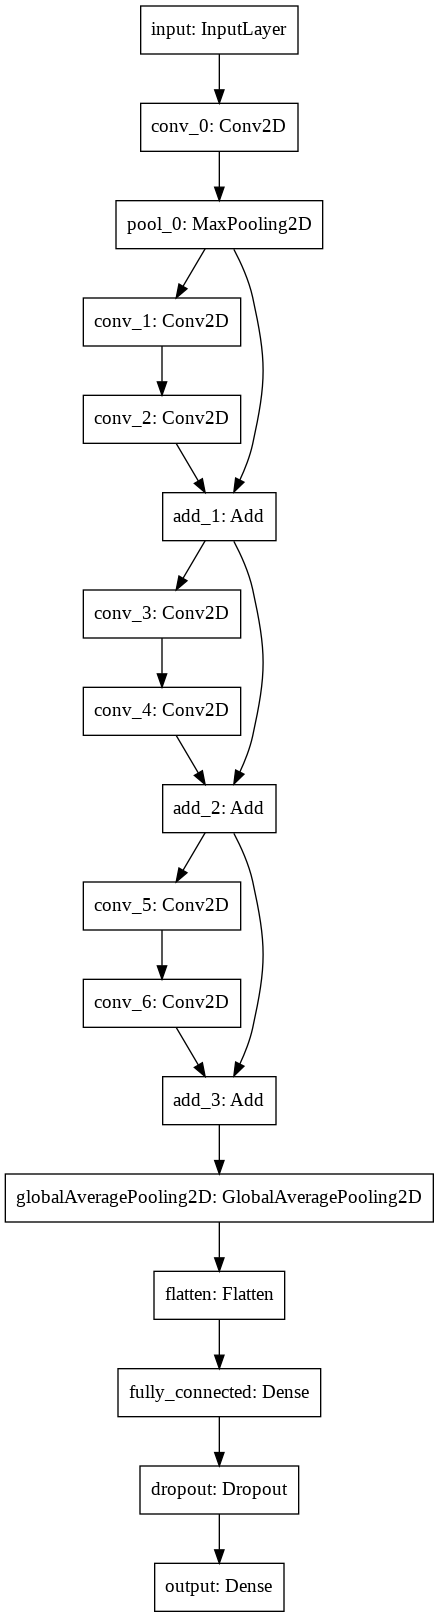 input: InputLayer
conv_0: Conv2D
pool_0: MaxPooling2D
conv_1: Conv2D
conv_2: Conv2D
add_1: Add
conv_3: Conv2D
conv_4: Conv2D
add_2: Add
conv_5: Conv2D
conv_6: Conv2D
add_3: Add
globalAveragePooling2D: GlobalAveragePooling2D
flatten: Flatten
fully_connected: Dense
dropout: Dropout
output: Dense